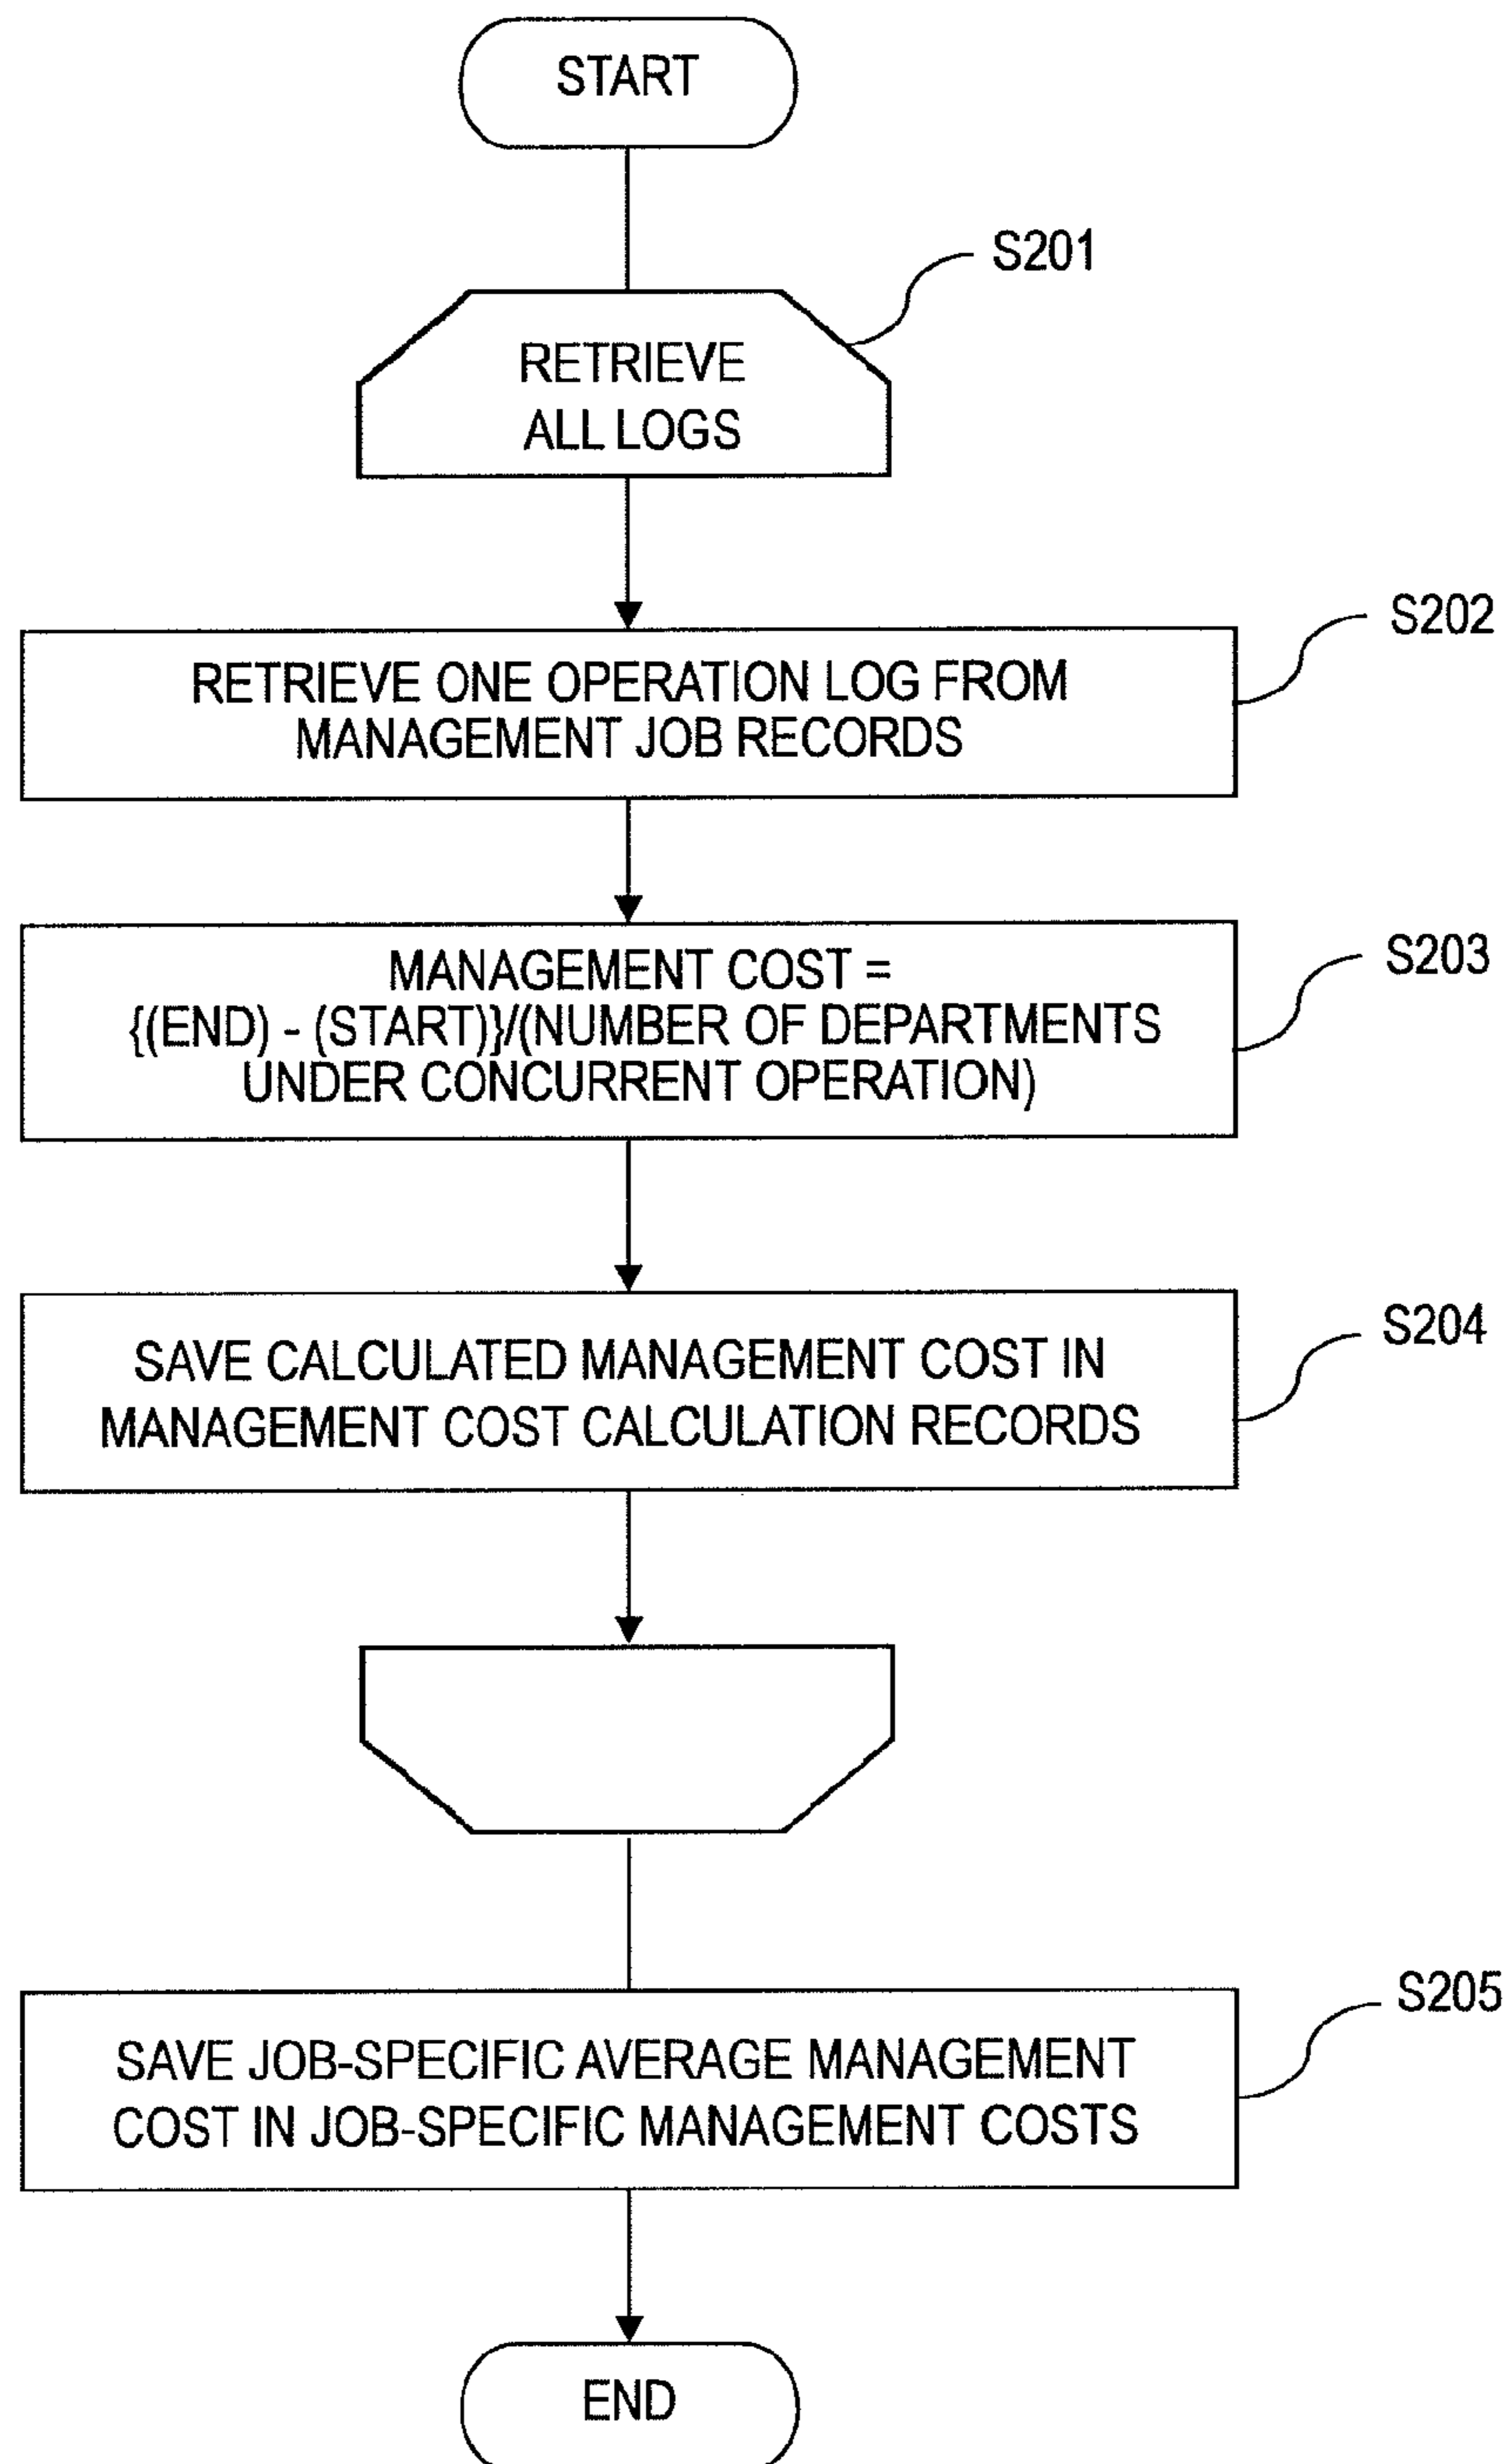 START
S201
RETRIEVE
ALL LOGS
S202
RETRIEVE ONE OPERATION LOG FROM
MANAGEMENT JOB RECORDS
S203
MANAGEMENT COST =
{(END) - (START)}/(NUMBER OF DEPARTMENTS
UNDER CONCURRENT OPERATION)
S204
SAVE CALCULATED MANAGEMENT COST IN
MANAGEMENT COST CALCULATION RECORDS
S205
SAVE JOB-SPECIFIC AVERAGE MANAGEMENT
COST IN JOB-SPECIFIC MANAGEMENT COSTS
END